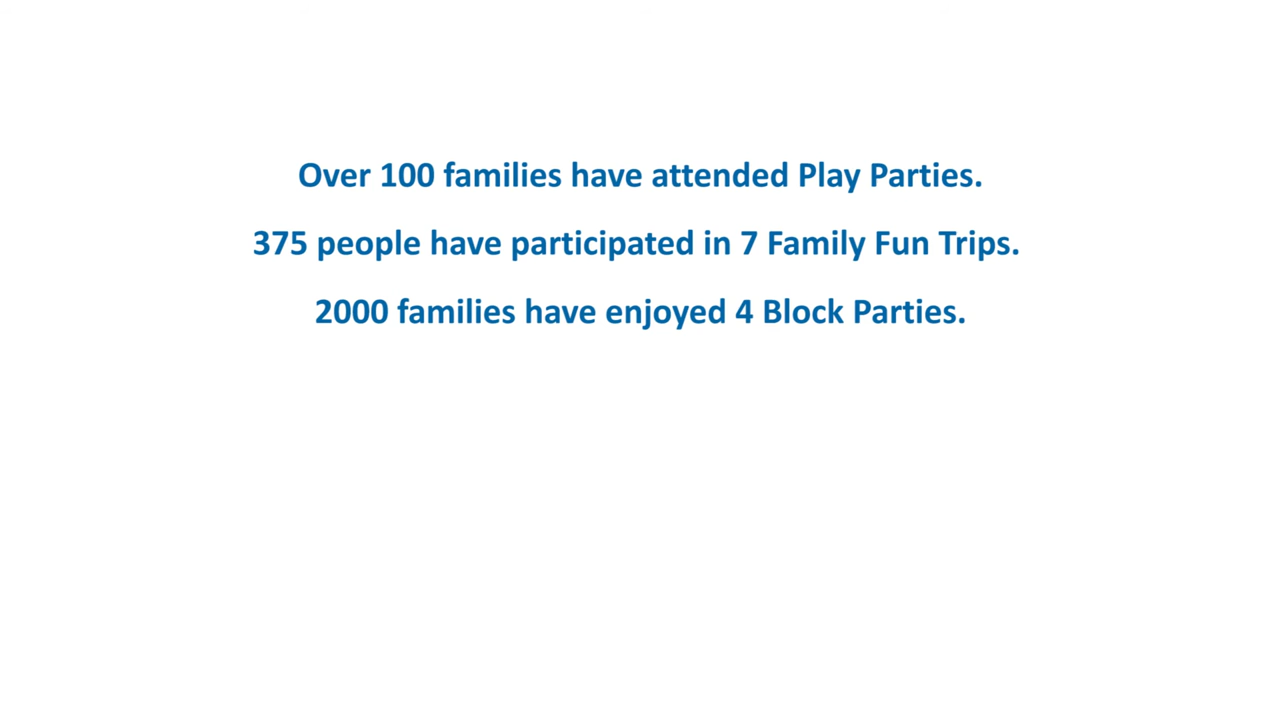 Over 100 families have attended Play Parties.
375 people have participated in 7 Family Fun Trips.
2000 families have enjoyed 4 Block Parties.